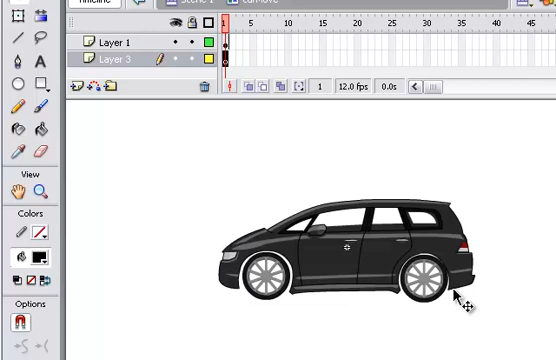 Timeline
Scene 1
carMove
1 5 10 15 20 25 30 35 40 45
Layer 1
Layer 3
1 12.0 fps 0.0s
View
Colors
Options